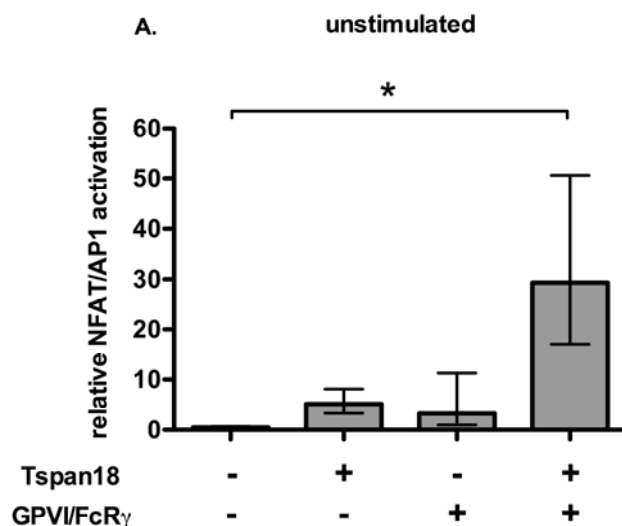 A. unstimulated
*
relative NFAT/AP1 activation
60
50
40
30
20
10
0
Tspan18 - + - +
GPVI/FcRγ - - + +